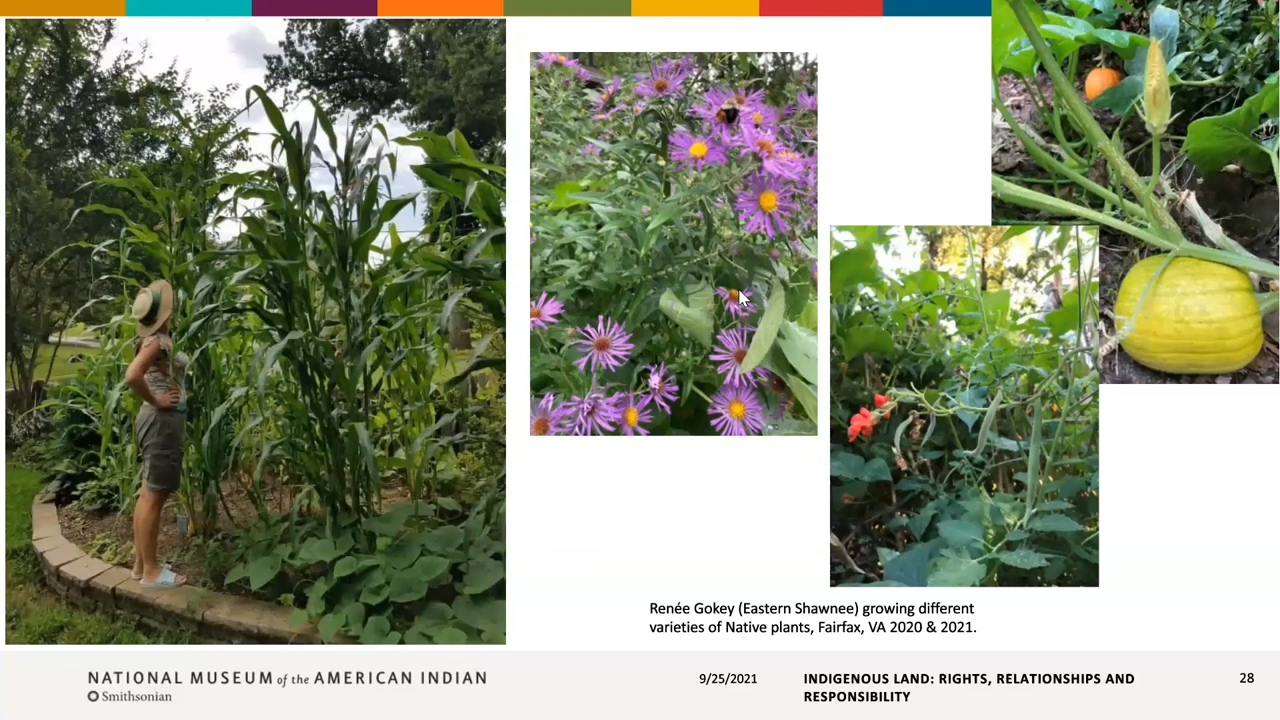 Renée Gokey (Eastern Shawnee) growing different
varieties of Native plants, Fairfax, VA 2020 & 2021.
NATIONAL MUSEUM of the AMERICAN INDIAN
Smithsonian
9/25/2021
INDIGENOUS LAND: RIGHTS, RELATIONSHIPS AND
RESPONSIBILITY
28